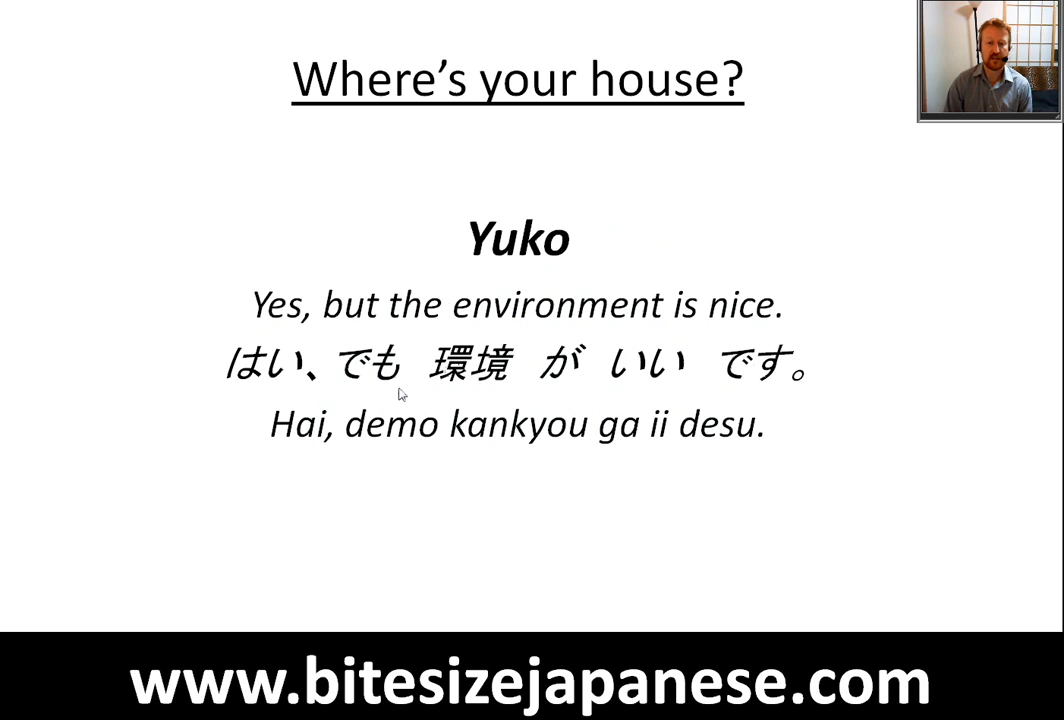 Where's your house?
Yuko
Yes, but the environment is nice.
はい、でも 環境 が いい です。
Hai, demo kankyou ga ii desu.
www.bitesizejapanese.com